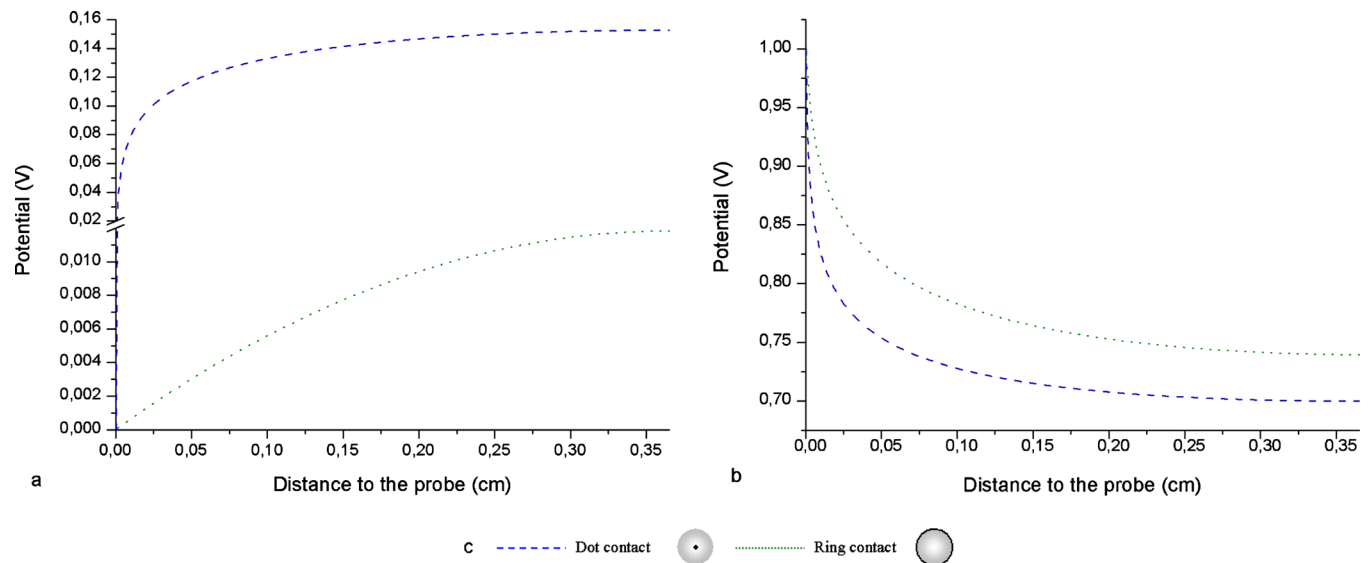 0,16
0,14
0,12
0,10
0,08
0,06
0,04
0,02
0,010
0,008
0,006
0,004
0,002
0,000
Potential (V)
0,00 0,05 0,10 0,15 0,20 0,25 0,30 0,35
Distance to the probe (cm)
a
1,00
0,95
0,90
0,85
0,80
0,75
0,70
Potential (V)
0,00 0,05 0,10 0,15 0,20 0,25 0,30 0,35
Distance to the probe (cm)
b
c Dot contact Ring contact